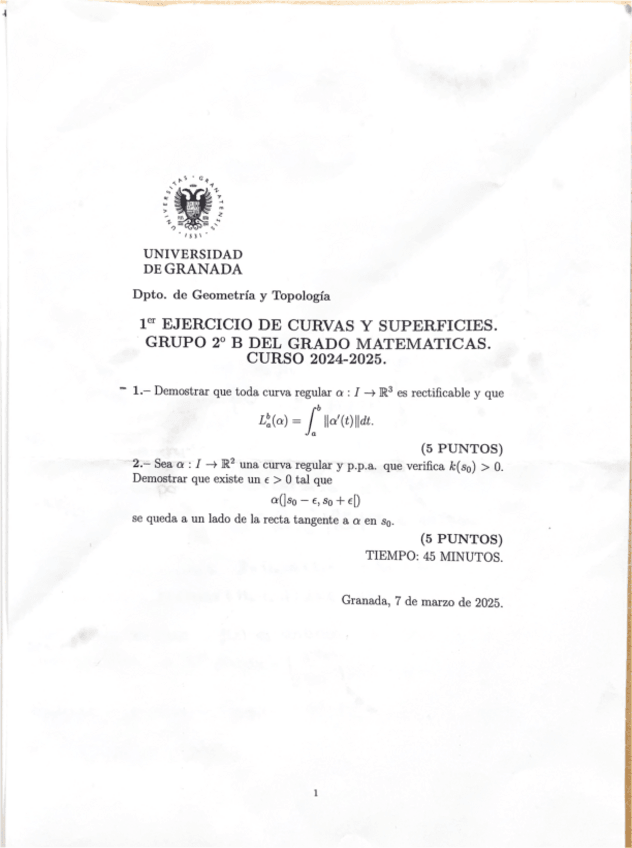 UNIVERSITAS · GRANATENSIS · 1531 ·
UNIVERSIDAD
DE GRANADA
Dpto. de Geometría y Topología
1er EJERCICIO DE CURVAS Y SUPERFICIES.
GRUPO 2º B DEL GRADO MATEMATICAS.
CURSO 2024-2025.
1.– Demostrar que toda curva regular α : I → ℝ³ es rectificable y que
L_a^b(α) = ∫_a^b ||α′(t)||dt.
(5 PUNTOS)
2.– Sea α : I → ℝ² una curva regular y p.p.a. que verifica k(s₀) > 0.
Demostrar que existe un ϵ > 0 tal que
α(]s₀ − ϵ, s₀ + ϵ[)
se queda a un lado de la recta tangente a α en s₀.
(5 PUNTOS)
TIEMPO: 45 MINUTOS.
Granada, 7 de marzo de 2025.
1